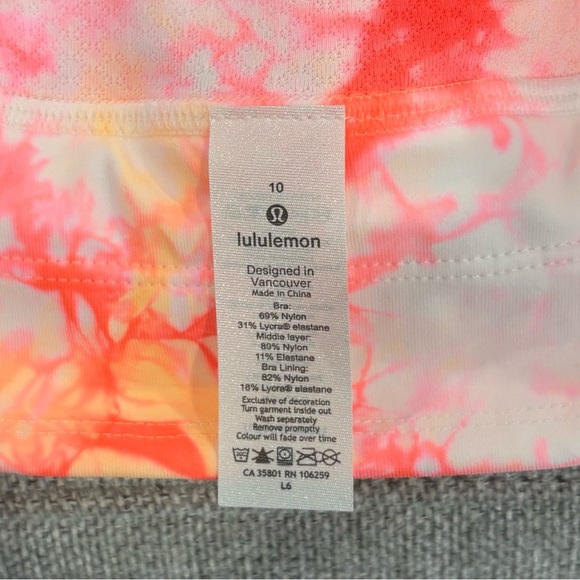 10
lululemon
Designed in
Vancouver
Made in China
Bra:
69% Nylon
31% Lycra® elastane
Middle layer:
89% Nylon
11% Elastane
Bra Lining:
82% Nylon
18% Lycra® elastane
Exclusive of decoration
Turn garment inside out
Wash separately
Remove promptly
Colour will fade over time
CA 35801 RN 106259
L6